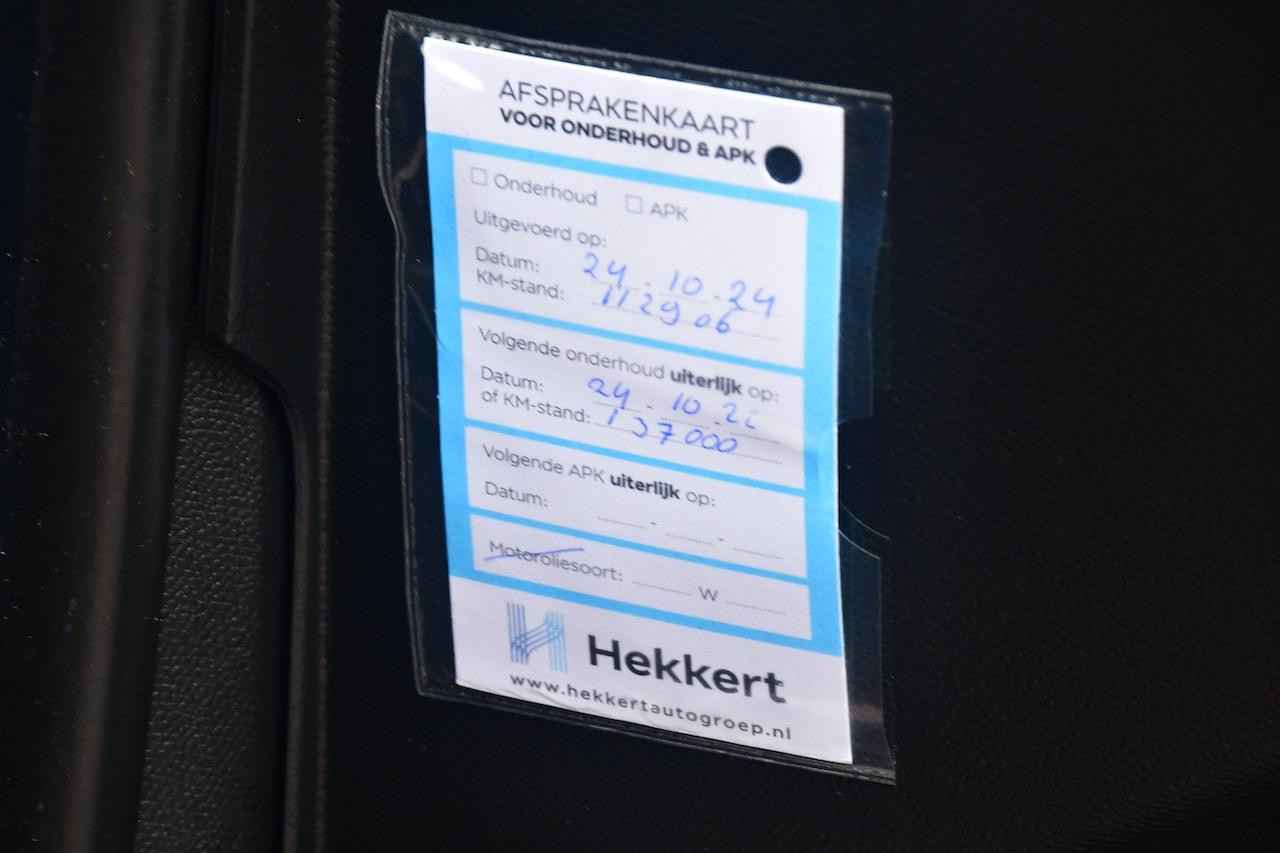 AFSPRAKENKAART
VOOR ONDERHOUD & APK
Onderhoud APK
Uitgevoerd op:
Datum: 24 - 10 - 24
KM-stand: 112906
Volgende onderhoud uiterlijk op:
Datum: 24 - 10 -
of KM-stand: 137000
Volgende APK uiterlijk op:
Datum: - -
Motoroliesoort: W
Hekkert
www.hekkertautogroep.nl